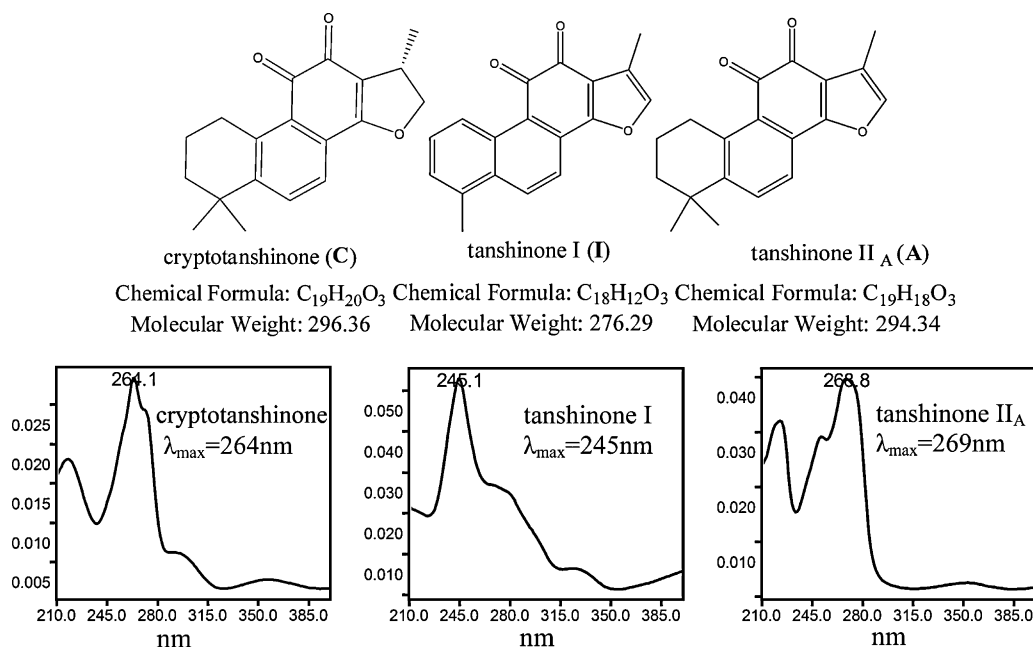 O O
O
O O
O
O O
O
cryptotanshinone (C)
tanshinone I (I)
tanshinone II A (A)
Chemical Formula: C19H20O3
Molecular Weight: 296.36
Chemical Formula: C18H12O3
Molecular Weight: 276.29
Chemical Formula: C19H18O3
Molecular Weight: 294.34
264.1
cryptotanshinone
λmax=264nm
0.025
0.020
0.015
0.010
0.005
210.0 245.0 280.0 315.0 350.0 385.0
nm
245.1
tanshinone I
λmax=245nm
0.050
0.040
0.030
0.020
0.010
210.0 245.0 280.0 315.0 350.0 385.0
nm
268.8
tanshinone IIA
λmax=269nm
0.040
0.030
0.020
0.010
210.0 245.0 280.0 315.0 350.0 385.0
nm